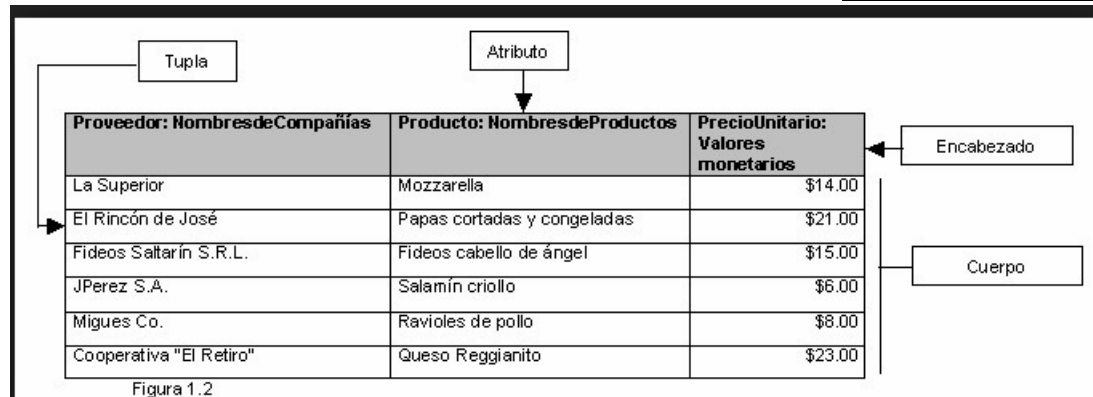 Tupla
Atributo
Proveedor: NombresdeCompañías Producto: NombresdeProductos PrecioUnitario:
Valores
monetarios
Encabezado
La Superior Mozzarella $14.00
El Rincón de José Papas cortadas y congeladas $21.00
Fideos Saltarín S.R.L. Fideos cabello de ángel $15.00
Cuerpo
JPerez S.A. Salamín criollo $6.00
Migues Co. Ravioles de pollo $8.00
Cooperativa "El Retiro" Queso Reggianito $23.00
Figura 1.2